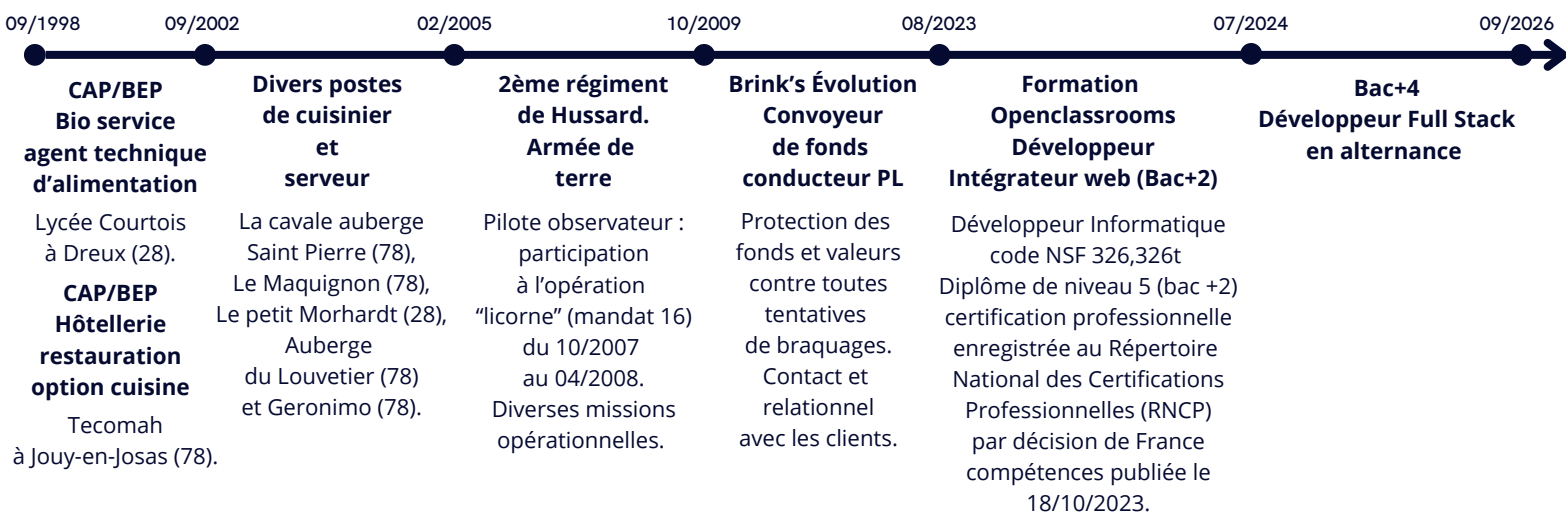 09/1998
09/2002
02/2005
10/2009
08/2023
07/2024
09/2026
CAP/BEP
Bio service
agent technique
d’alimentation
Lycée Courtois
à Dreux (28).
CAP/BEP
Hôtellerie
restauration
option cuisine
Tecomah
à Jouy-en-Josas (78).
Divers postes
de cuisinier
et
serveur
La cavale auberge
Saint Pierre (78),
Le Maquignon (78),
Le petit Morhardt (28),
Auberge
du Louvetier (78)
et Geronimo (78).
2ème régiment
de Hussard.
Armée de
terre
Pilote observateur :
participation
à l’opération
“licorne” (mandat 16)
du 10/2007
au 04/2008.
Diverses missions
opérationnelles.
Brink’s Évolution
Convoyeur
de fonds
conducteur PL
Protection des
fonds et valeurs
contre toutes
tentatives
de braquages.
Contact et
relationnel
avec les clients.
Formation
Openclassrooms
Développeur
Intégrateur web (Bac+2)
Développeur Informatique
code NSF 326,326t
Diplôme de niveau 5 (bac +2)
certification professionnelle
enregistrée au Répertoire
National des Certifications
Professionnelles (RNCP)
par décision de France
compétences publiée le
18/10/2023.
Bac+4
Développeur Full Stack
en alternance